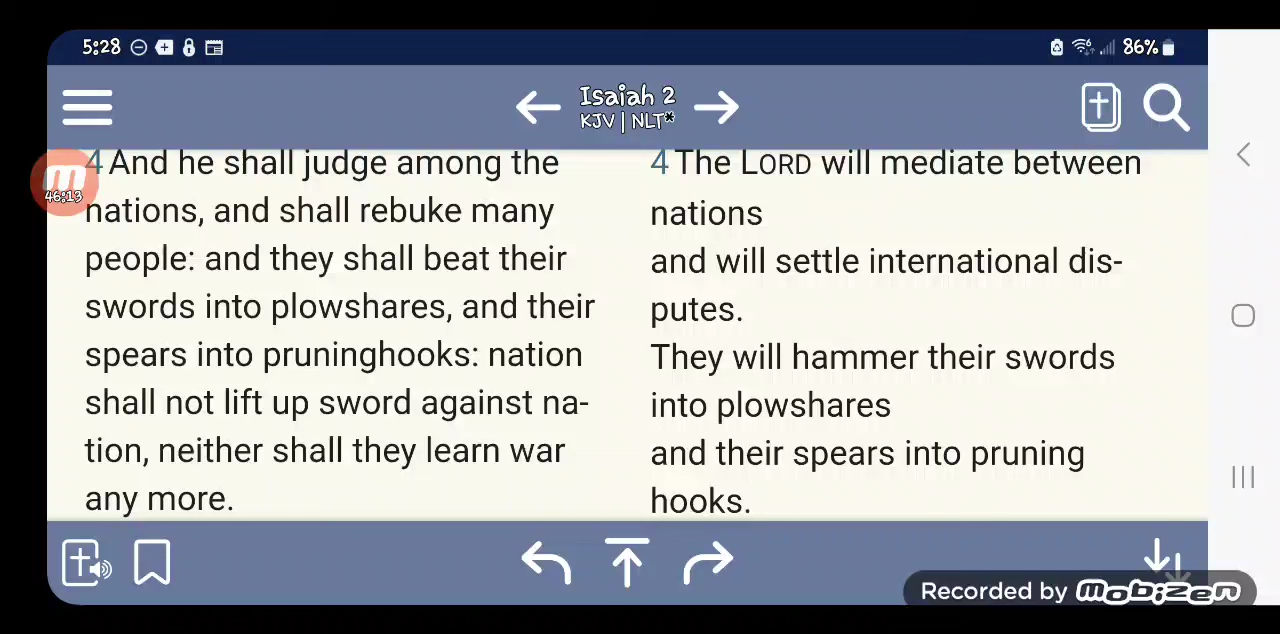 5:28
86%
Isaiah 2
KJV | NLT*
46:13
4 And he shall judge among the
nations, and shall rebuke many
people: and they shall beat their
swords into plowshares, and their
spears into pruninghooks: nation
shall not lift up sword against na-
tion, neither shall they learn war
any more.
4 The LORD will mediate between
nations
and will settle international dis-
putes.
They will hammer their swords
into plowshares
and their spears into pruning
hooks.
Recorded by Mobizen